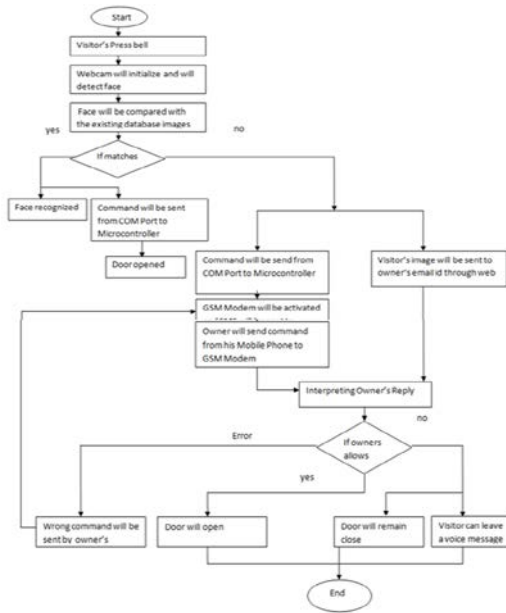 Start
Visitor's Press bell
Webcam will initialize and will
detect face
Face will be compared with
the existing database images
yes
no
If matches
Face recognized
Command will be sent
from COM Port to
Microcontroller
Door opened
Command will be send from
COM Port to Microcontroller
Visitor's image will be sent to
owner's email id through web
GSM Modem will be activated
Owner will send command
from his Mobile Phone to
GSM Modem
Interpreting Owner's Reply
no
Error
If owners
allows
yes
Wrong command will be
sent by owner's
Door will open
Door will remain
close
Visitor can leave
a voice message
End